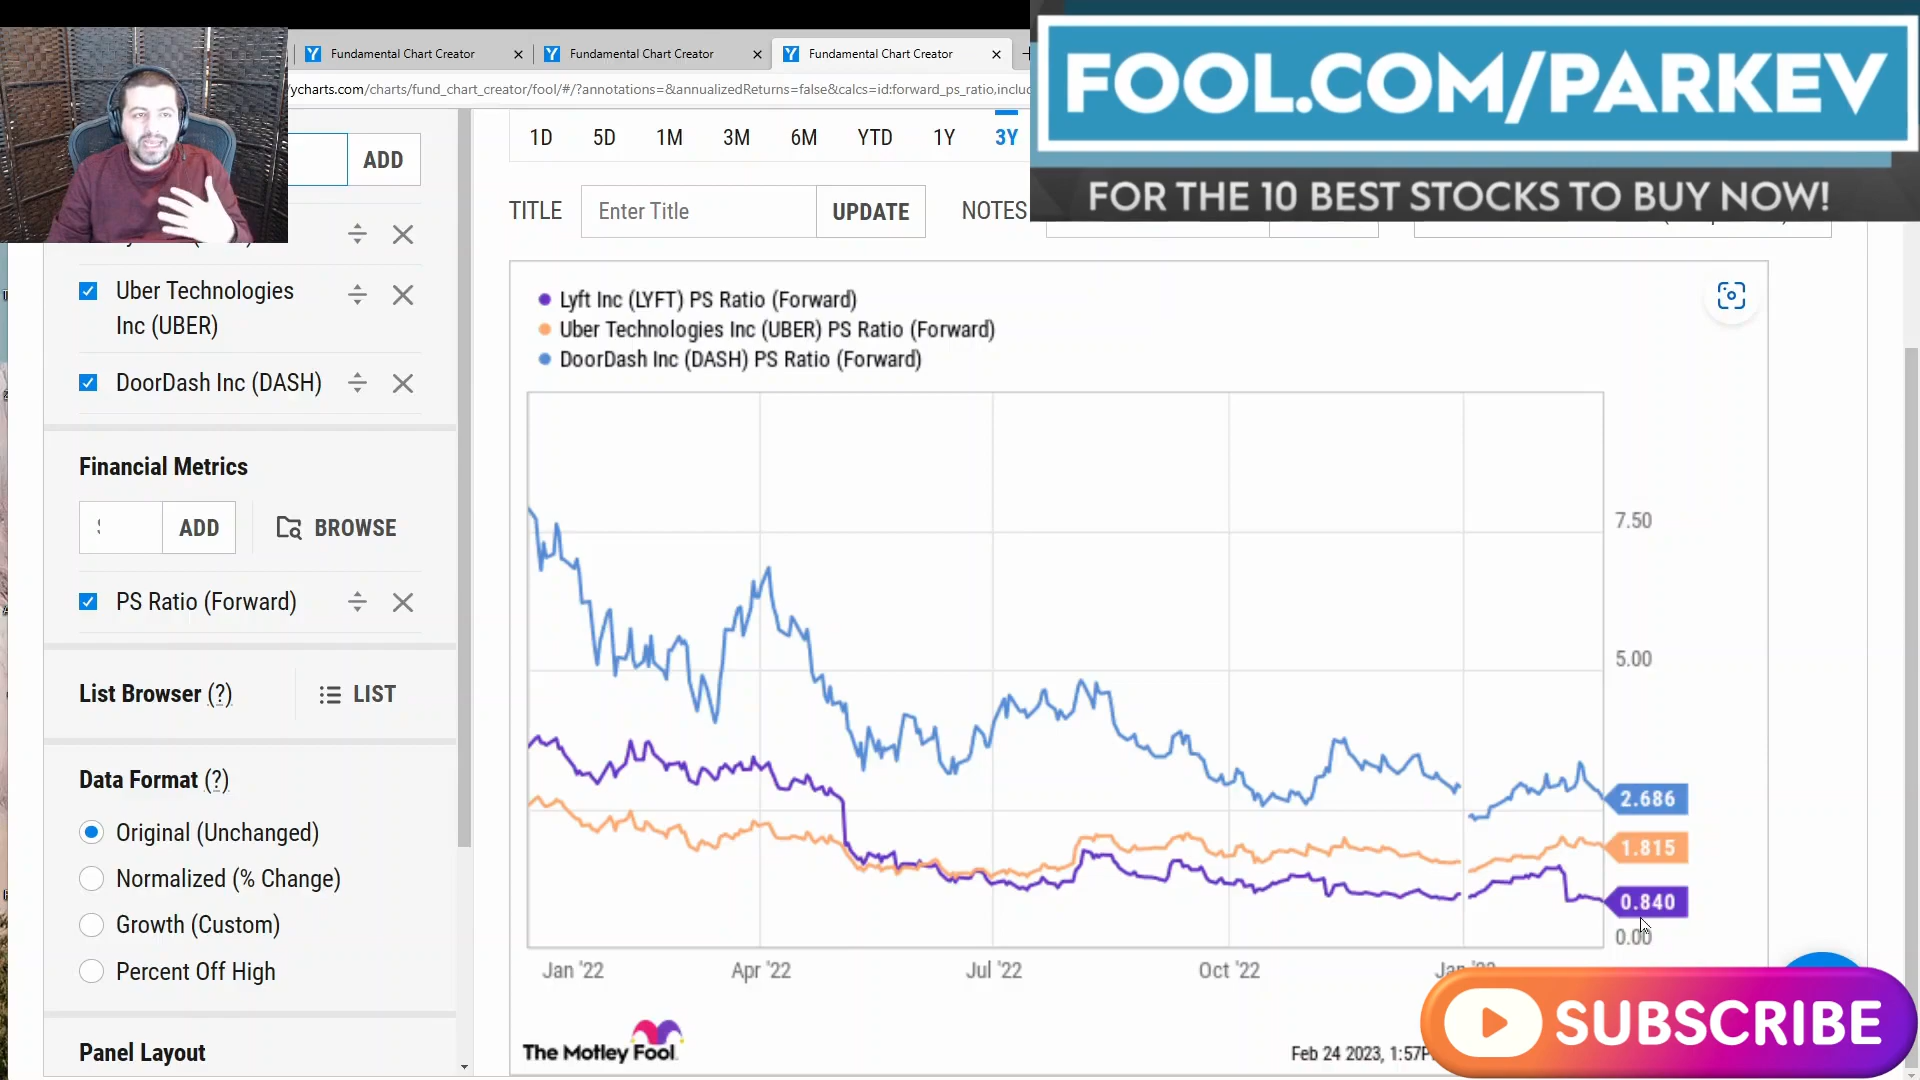 Fundamental Chart Creator
Fundamental Chart Creator
Fundamental Chart Creator
ycharts.com/charts/fund_chart_creator/fool/#/?annotations=&annualizedReturns=false&calcs=id:forward_ps_ratio,inclu
FOOL.COM/PARKEV
FOR THE 10 BEST STOCKS TO BUY NOW!
1D 5D 1M 3M 6M YTD 1Y 3Y
ADD
TITLE Enter Title UPDATE NOTES
Uber Technologies
Inc (UBER)
DoorDash Inc (DASH)
Financial Metrics
ADD BROWSE
PS Ratio (Forward)
List Browser (?) LIST
Data Format (?)
Original (Unchanged)
Normalized (% Change)
Growth (Custom)
Percent Off High
Panel Layout
Lyft Inc (LYFT) PS Ratio (Forward)
Uber Technologies Inc (UBER) PS Ratio (Forward)
DoorDash Inc (DASH) PS Ratio (Forward)
7.50
5.00
2.686
1.815
0.840
0.00
Jan '22 Apr '22 Jul '22 Oct '22 Jan '23
The Motley Fool
Feb 24 2023, 1:57P
SUBSCRIBE